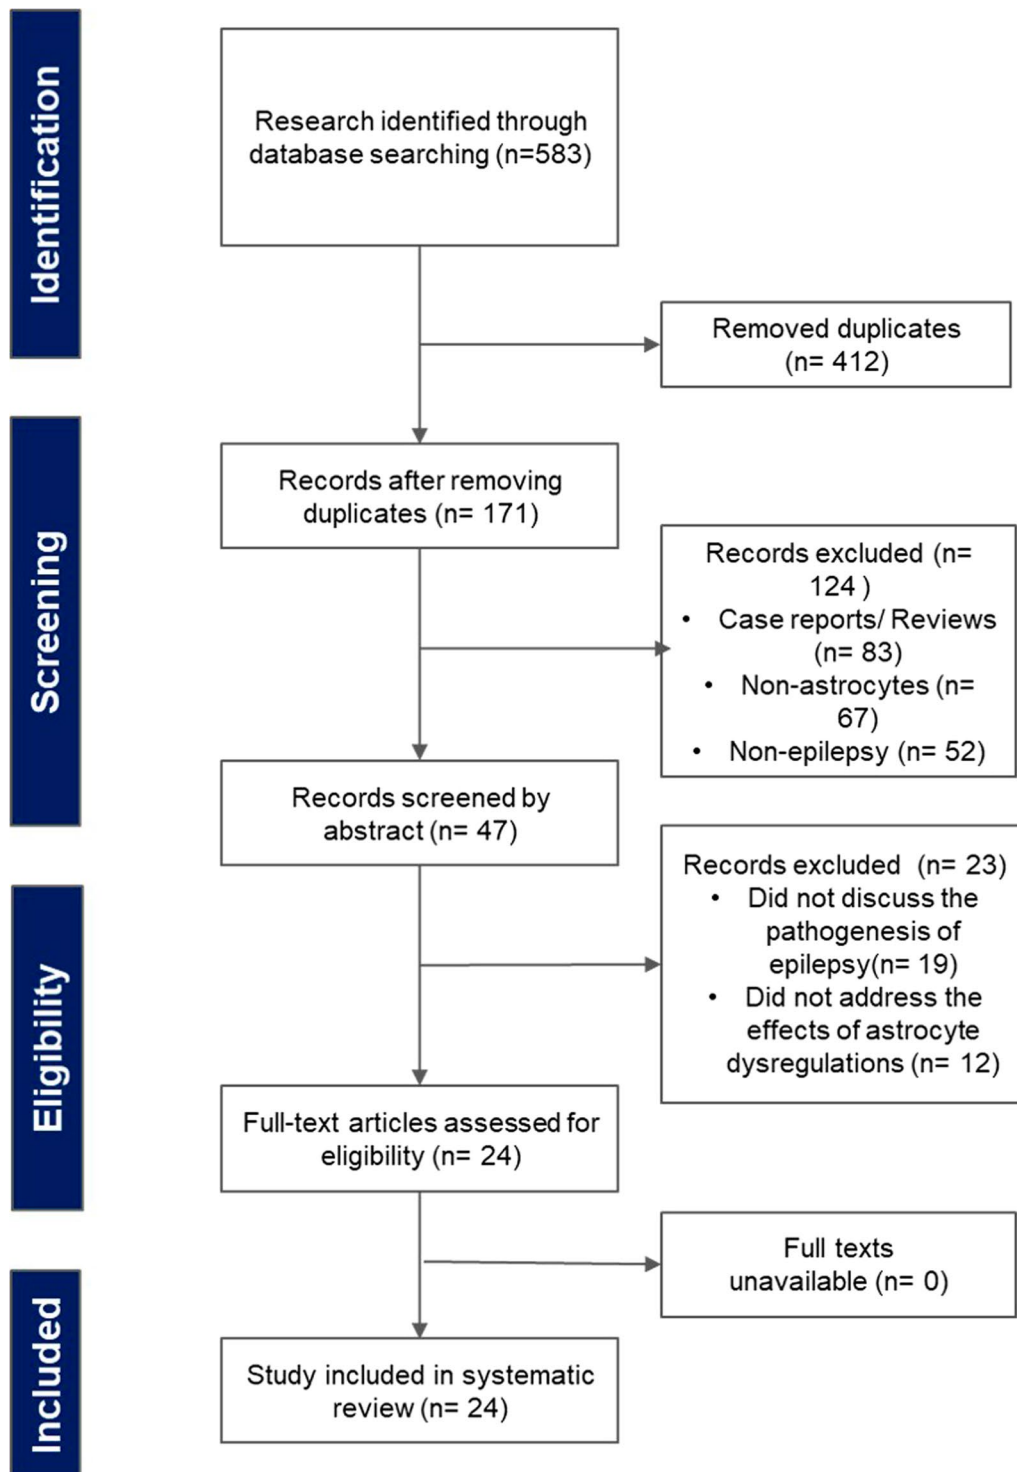 Identification
Research identified through
database searching (n=583)
Removed duplicates
(n= 412)
Screening
Records after removing
duplicates (n= 171)
Records excluded (n=
124 )
• Case reports/ Reviews
(n= 83)
• Non-astrocytes (n=
67)
• Non-epilepsy (n= 52)
Records screened by
abstract (n= 47)
Eligibility
Records excluded (n= 23)
• Did not discuss the
pathogenesis of
epilepsy(n= 19)
• Did not address the
effects of astrocyte
dysregulations (n= 12)
Full-text articles assessed for
eligibility (n= 24)
Full texts
unavailable (n= 0)
Included
Study included in systematic
review (n= 24)